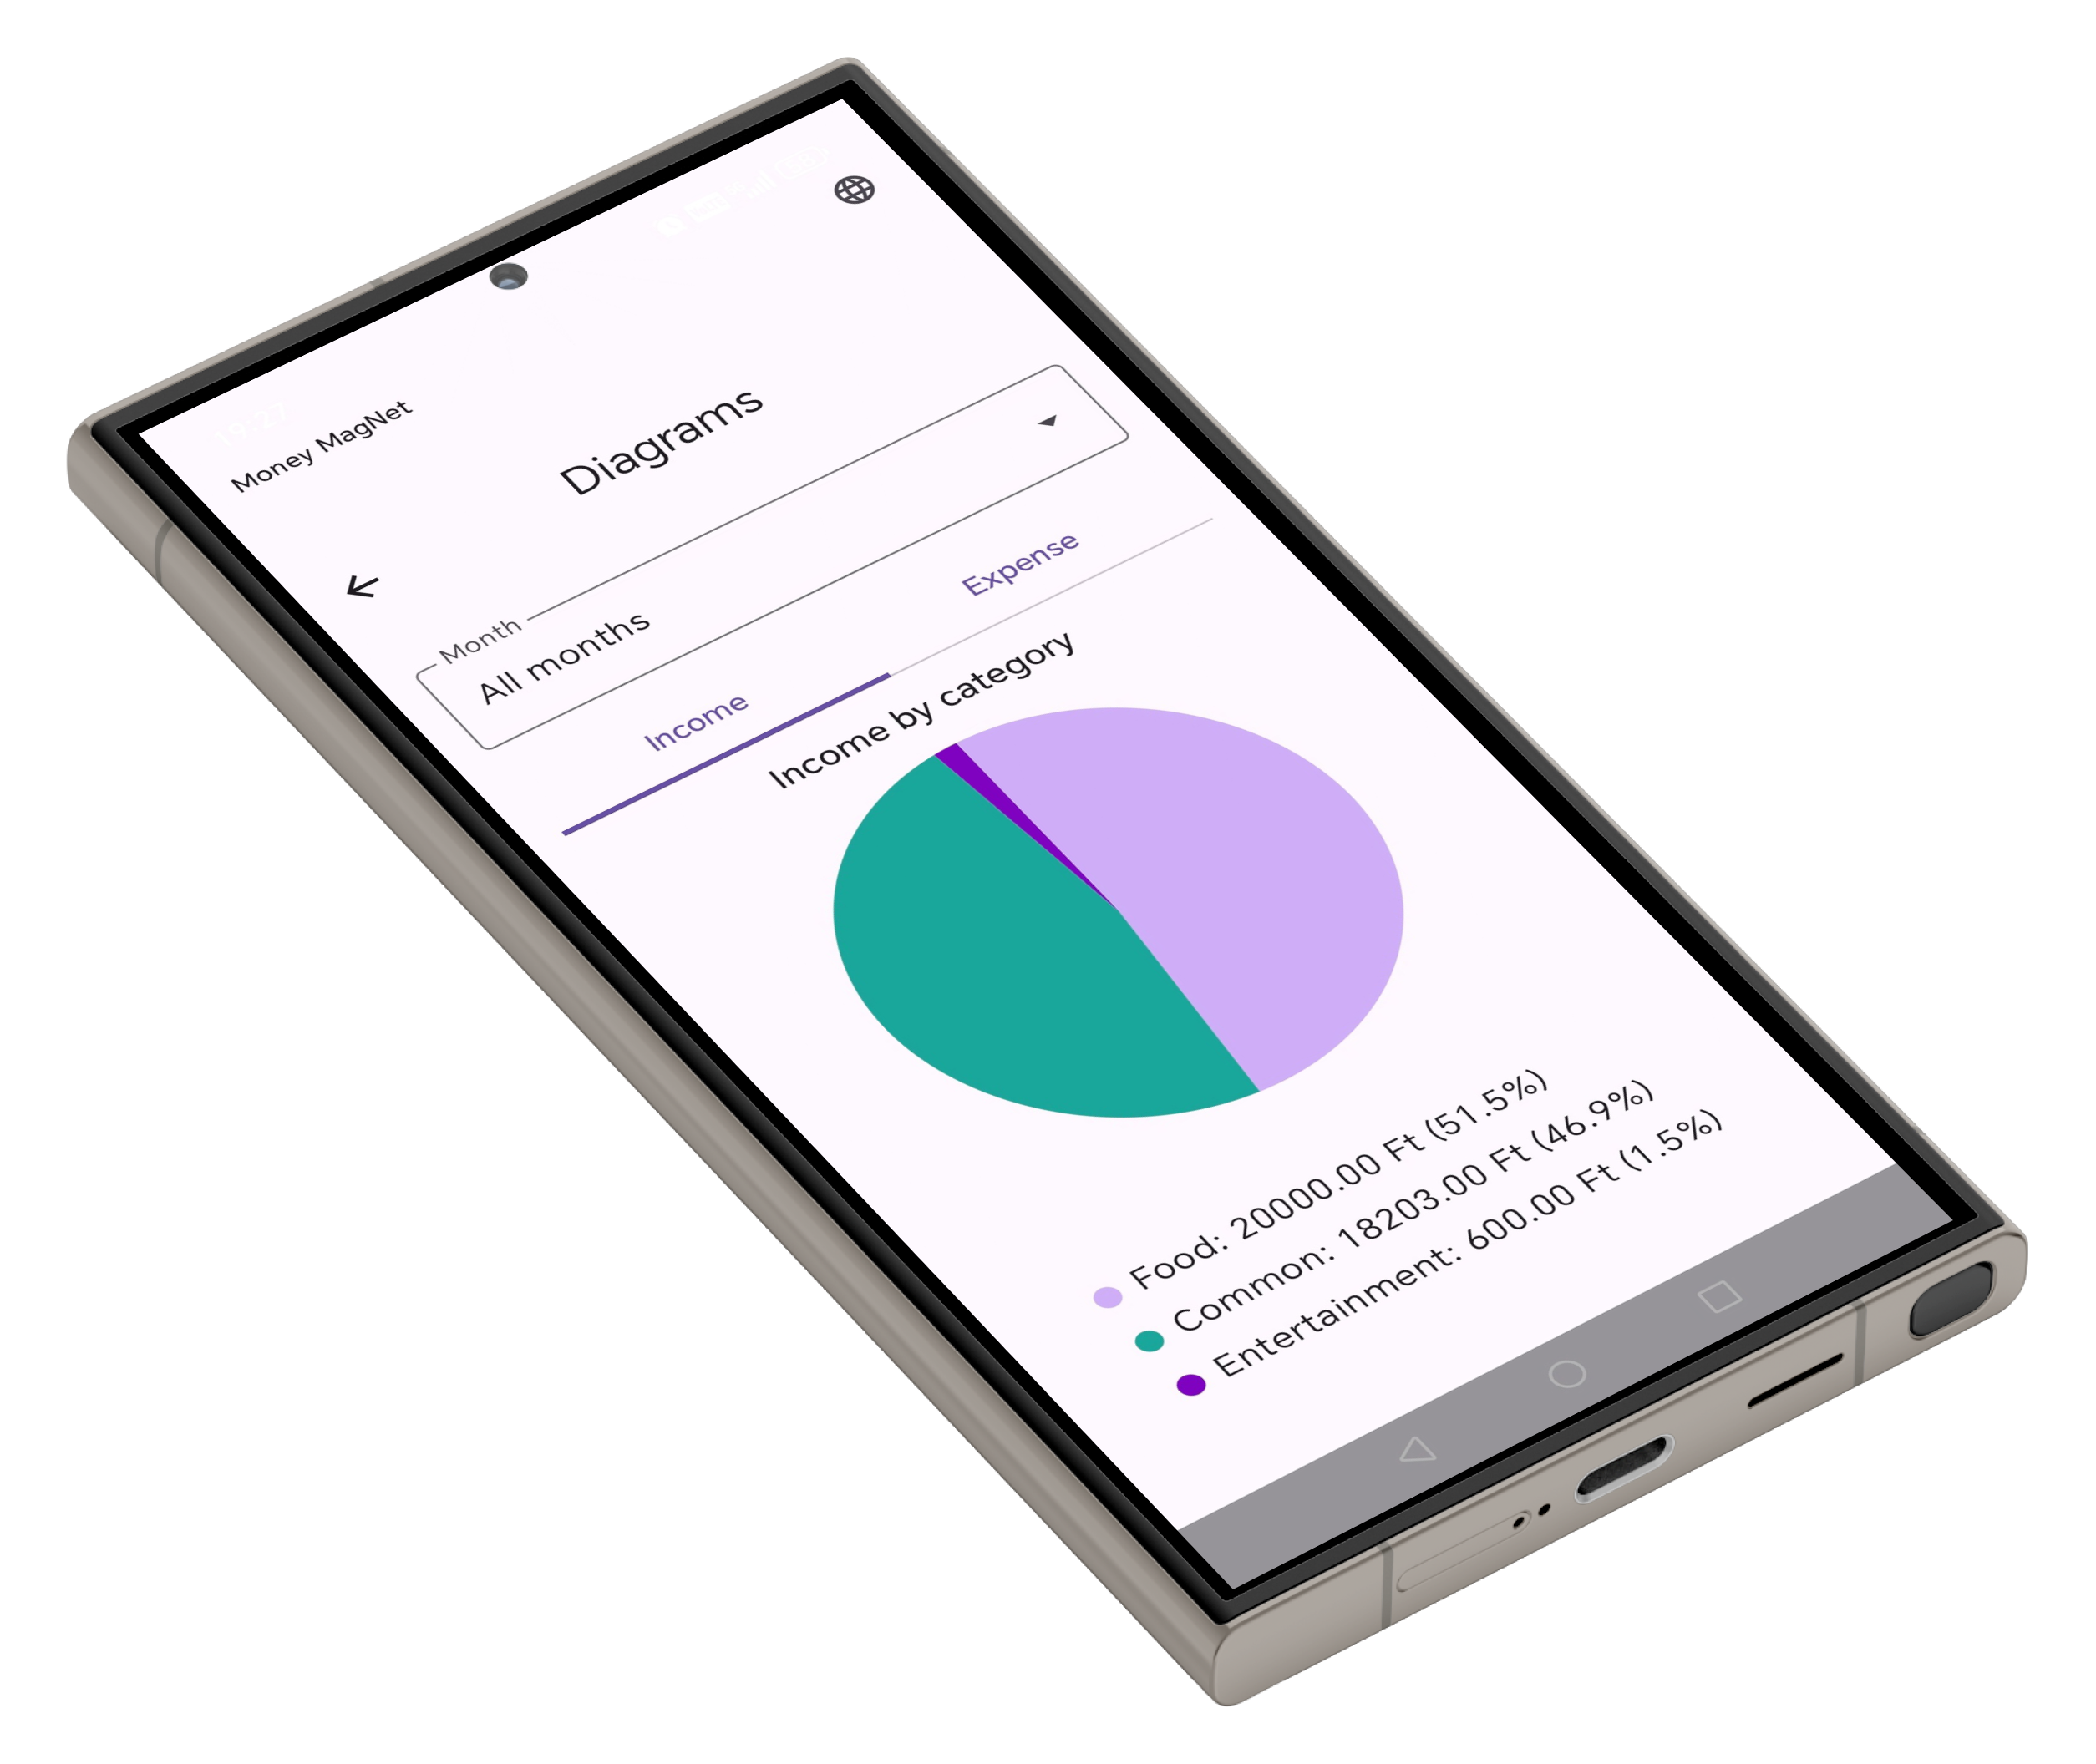 Money MagNet
Diagrams
Month
All months
Income
Expense
Income by category
Food: 20000.00 Ft (51.5%)
Common: 18203.00 Ft (46.9%)
Entertainment: 600.00 Ft (1.5%)